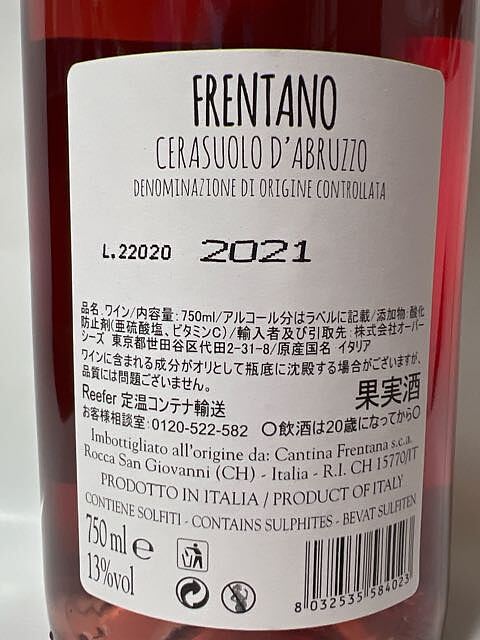 FRENTANO
CERASUOLO D'ABRUZZO
DENOMINAZIONE DI ORIGINE CONTROLLATA
L.22020 2021
品名.ワイン/内容量:750ml/アルコール分はラベルに記載/添加物:酸化
防止剤(亜硫酸塩、ビタミンC)/輸入者及び引取先:株式会社オーバー
シーズ 東京都世田谷区代田2-31-8/原産国名 イタリア
ワインに含まれる成分がオリとして瓶底に沈殿する場合がございますが、
品質には問題ございません。
果実酒
Reefer 定温コンテナ輸送
お客様相談室:0120-522-582 〇飲酒は20歳になってから〇
Imbottigliato all'origine da: Cantina Frentana s.c.a.
Rocca San Giovanni (CH) - Italia - R.I. CH 15770/IT
PRODOTTO IN ITALIA / PRODUCT OF ITALY
CONTIENE SOLFITI - CONTAINS SULPHITES - BEVAT SULFITEN
750 ml e
13%vol
8 032535 584023